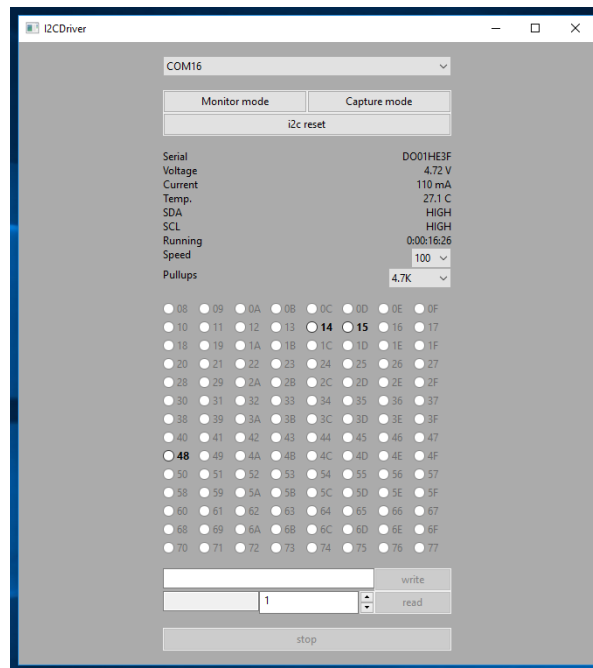 I2CDriver
COM16
Monitor mode Capture mode
i2c reset
Serial DO01HE3F
Voltage 4.72 V
Current 110 mA
Temp. 27.1 C
SDA HIGH
SCL HIGH
Running 0:00:16:26
Speed 100
Pullups 4.7K
08 09 0A 0B 0C 0D 0E 0F
10 11 12 13 14 15 16 17
18 19 1A 1B 1C 1D 1E 1F
20 21 22 23 24 25 26 27
28 29 2A 2B 2C 2D 2E 2F
30 31 32 33 34 35 36 37
38 39 3A 3B 3C 3D 3E 3F
40 41 42 43 44 45 46 47
48 49 4A 4B 4C 4D 4E 4F
50 51 52 53 54 55 56 57
58 59 5A 5B 5C 5D 5E 5F
60 61 62 63 64 65 66 67
68 69 6A 6B 6C 6D 6E 6F
70 71 72 73 74 75 76 77
write
1 read
stop